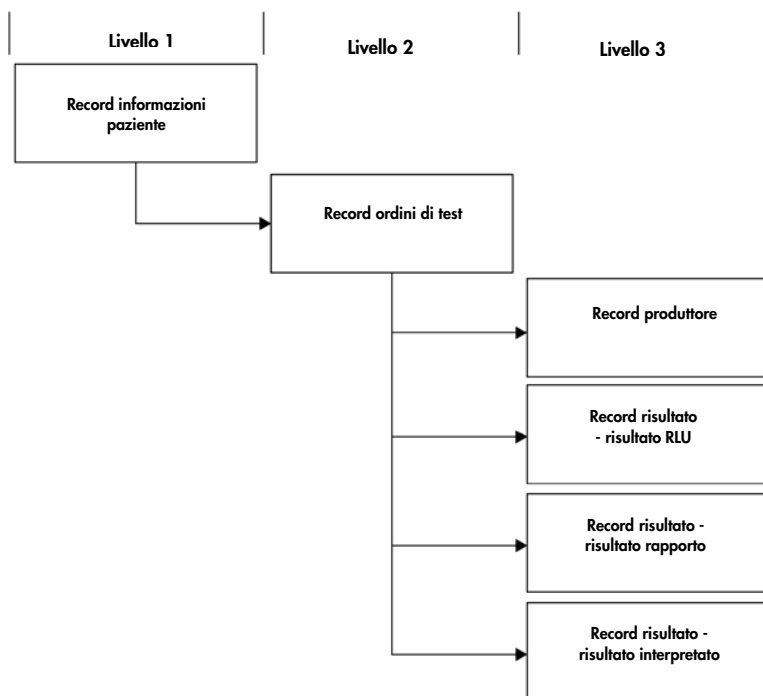 Livello 1
Livello 2
Livello 3
Record informazioni
paziente
Record ordini di test
Record produttore
Record risultato
- risultato RLU
Record risultato -
risultato rapporto
Record risultato -
risultato interpretato